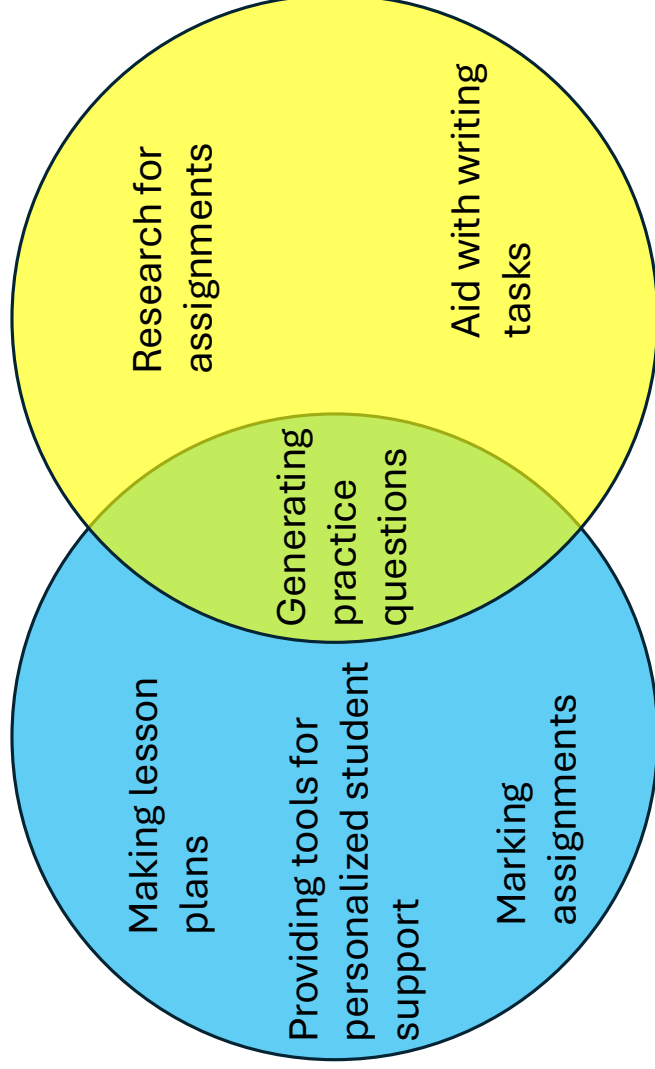 Making lesson
plans
Providing tools for
personalized student
support
Marking
assignments
Generating
practice
questions
Research for
assignments
Aid with writing
tasks